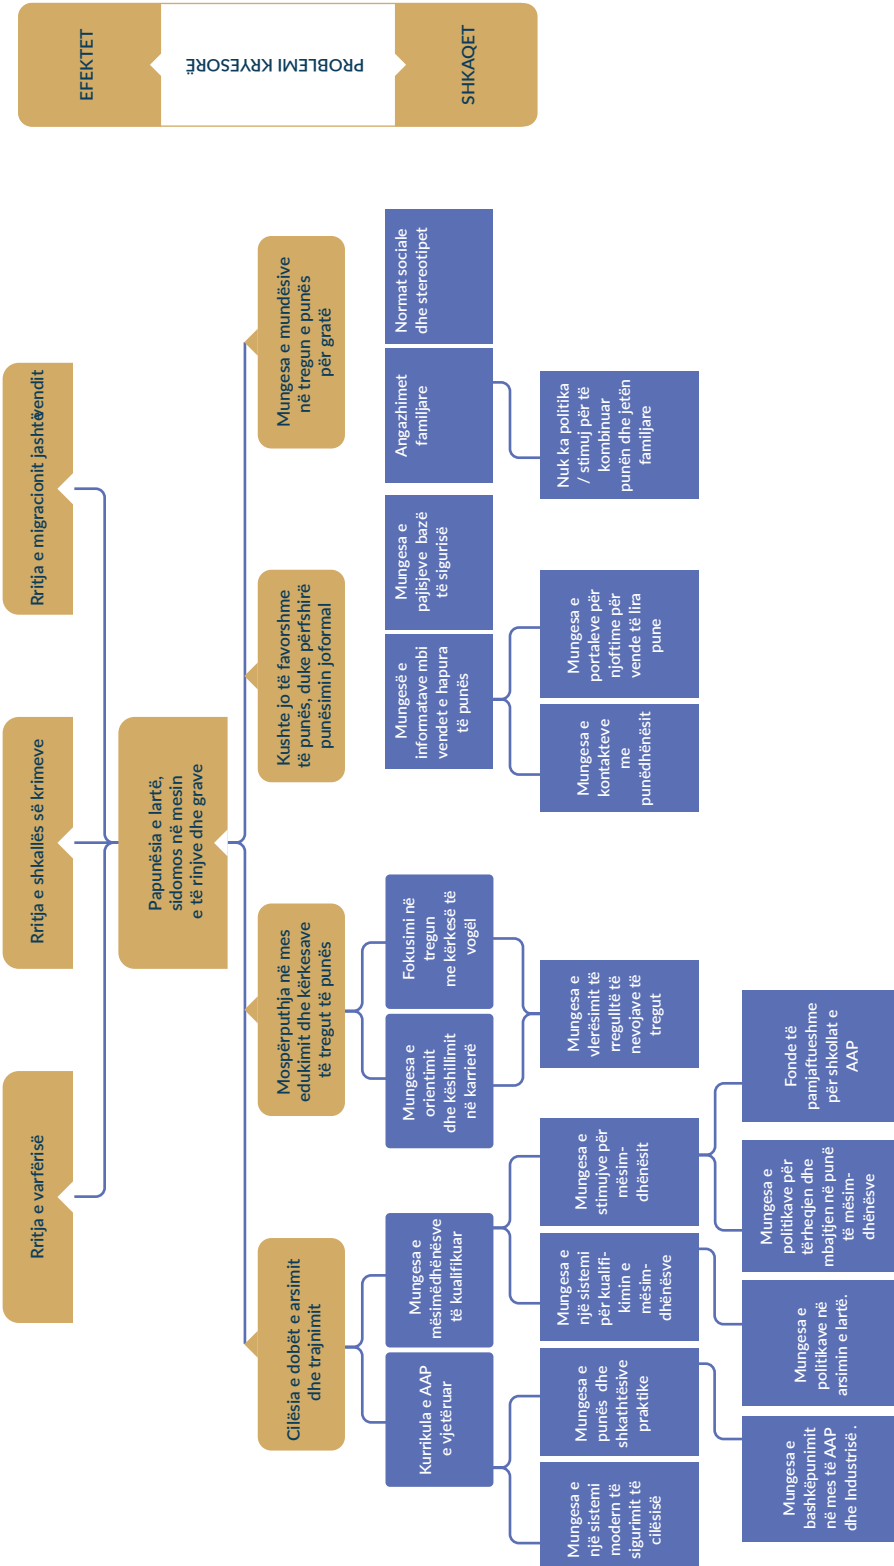 EFEKTET
PROBLEMI KRYESORË
SHKAQET
Rritja e varfërisë
Rritja e shkallës së krimeve
Rritja e migracionit jashtë vendit
Papunësia e lartë,
sidomos në mesin
e të rinjve dhe grave
Cilësia e dobët e arsimit
dhe trajnimit
Mospërputhja në mes
edukimit dhe kërkesave
të tregut të punës
Kushte jo të favorshme
të punës, duke përfshirë
punësimin joformal
Mungesa e mundësive
në tregun e punës
për gratë
Kurrikula e AAP
e vjetëruar
Mungesa e
mësimëdhënësve
të kualifikuar
Mungesa e
orientimit
dhe këshillimit
në karrierë
Fokusimi në
tregun
me kërkesë të
vogël
Mungesë e
informatave mbi
vendet e hapura
të punës
Mungesa e
pajisjeve bazë
të sigurisë
Angazhimet
familjare
Normat sociale
dhe stereotipet
Mungesa e
një sistemi
modern të
sigurimit të
cilësisë
Mungesa e
punës dhe
shkathtësive
praktike
Mungesa e
një sistemi
për kualifi-
kimin e
mësim-
dhënësve
Mungesa e
stimujve për
mësim-
dhënësit
Mungesa e
vlerësimit të
rregulltë të
nevojave të
tregut
Mungesa e
kontakteve
me
punëdhënësit
Mungesa e
portaleve për
njoftime për
vende të lira
pune
Nuk ka politika
/ stimuj për të
kombinuar
punën dhe jetën
familjare
Mungesa e
bashkëpunimit
në mes të AAP
dhe Industrisë .
Mungesa e
politikave në
arsimin e lartë.
Mungesa e
politikave për
tërheqjen dhe
mbajtjen në punë
të mësim-
dhënësve
Fonde të
pamjaftueshme
për shkollat e
AAP